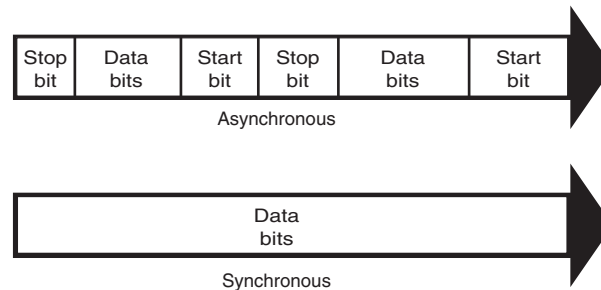 Stop Data Start Stop Data Start
bit bits bit bit bits bit
Asynchronous
Data
bits
Synchronous